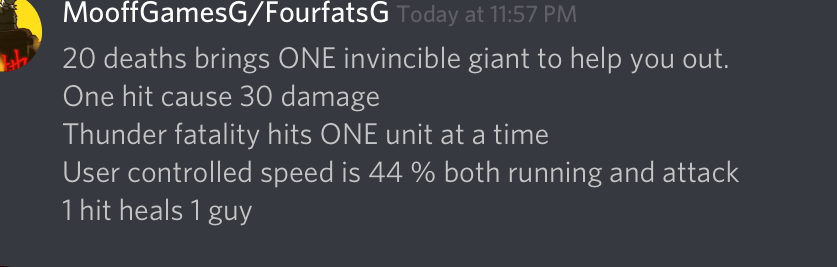 MooffGamesG/FourfatsG Today at 11:57 PM
20 deaths brings ONE invincible giant to help you out.
One hit cause 30 damage
Thunder fatality hits ONE unit at a time
User controlled speed is 44 % both running and attack
1 hit heals 1 guy